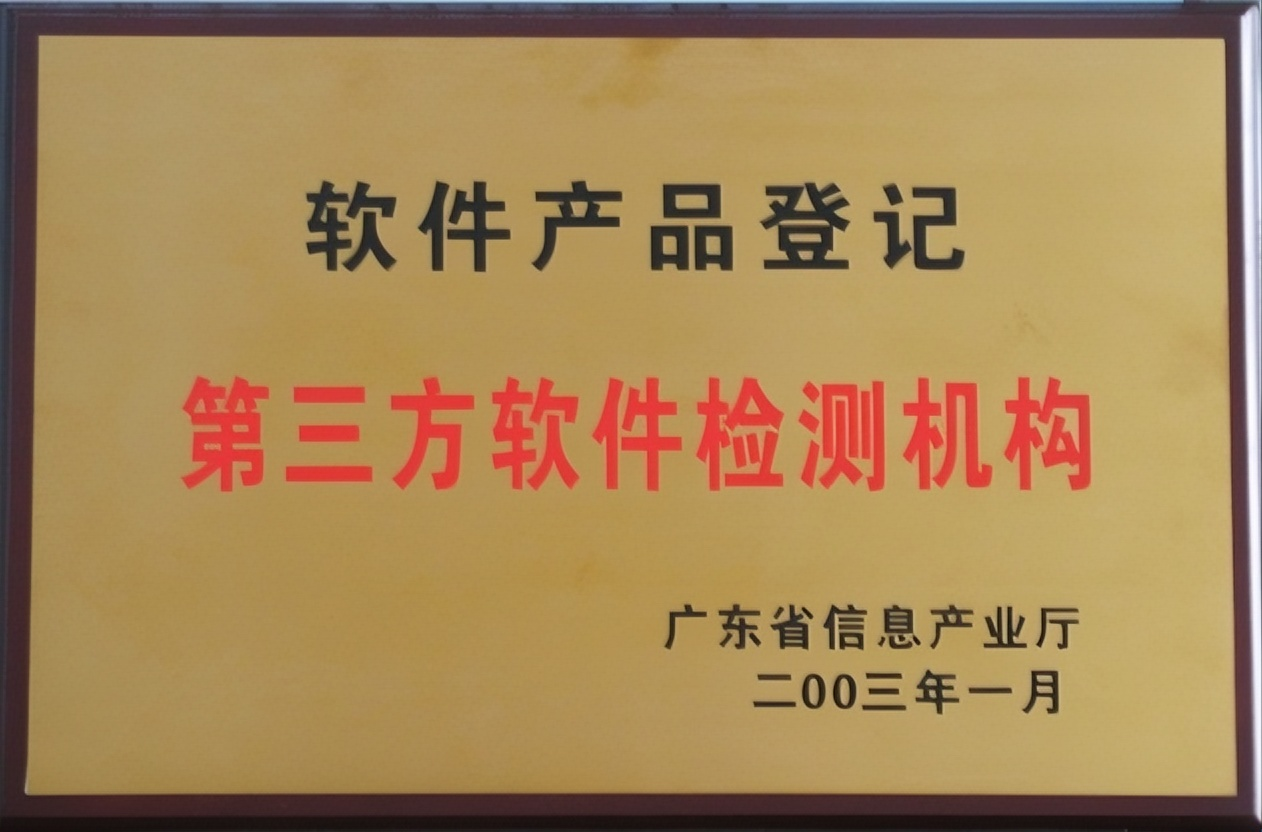 软件产品登记
第三方软件检测机构
广东省信息产业厅
二00三年一月